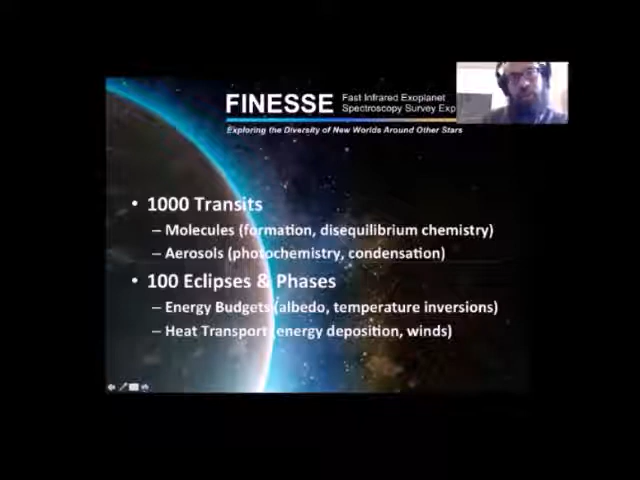 FINESSE Fast Infrared Exoplanet
Spectroscopy Survey Exp
Exploring the Diversity of New Worlds Around Other Stars
• 1000 Transits
– Molecules (formation, disequilibrium chemistry)
– Aerosols (photochemistry, condensation)
• 100 Eclipses & Phases
– Energy Budgets (albedo, temperature inversions)
– Heat Transport (energy deposition, winds)